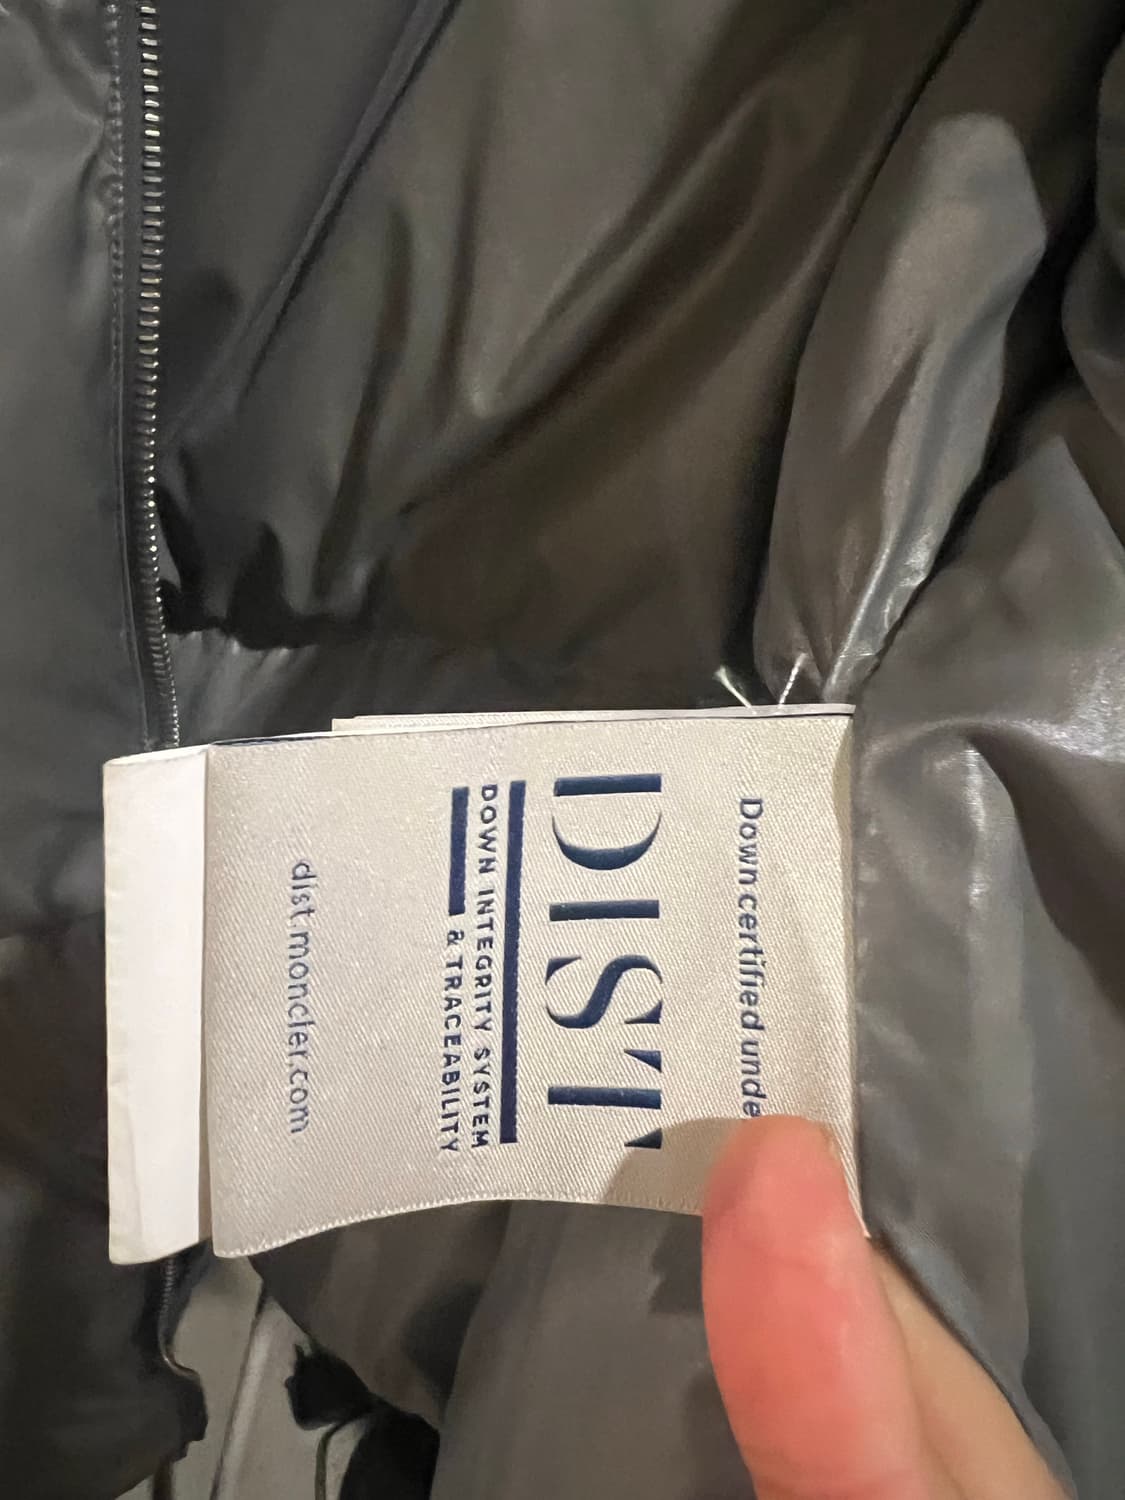 Down certified unde
DIST
DOWN INTEGRITY SYSTEM
& TRACEABILITY
dist.moncler.com